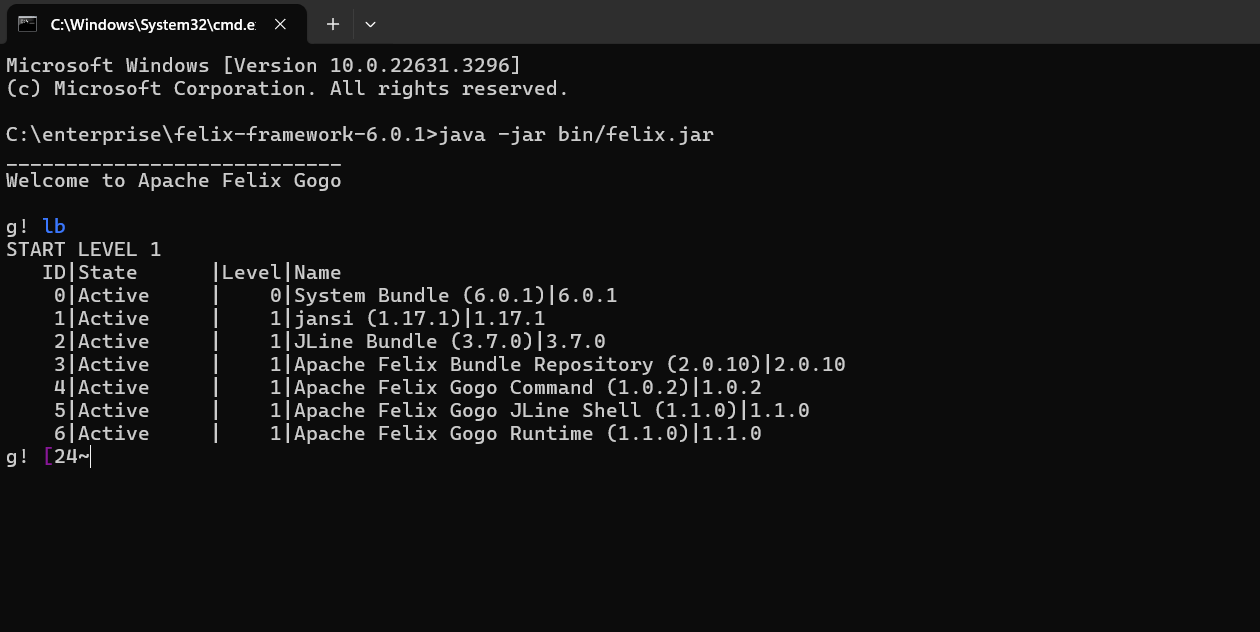 C:\Windows\System32\cmd.e
Microsoft Windows [Version 10.0.22631.3296]
(c) Microsoft Corporation. All rights reserved.
C:\enterprise\felix-framework-6.0.1>java -jar bin/felix.jar
____________________________
Welcome to Apache Felix Gogo
g! lb
START LEVEL 1
   ID|State      |Level|Name
    0|Active     |    0|System Bundle (6.0.1)|6.0.1
    1|Active     |    1|jansi (1.17.1)|1.17.1
    2|Active     |    1|JLine Bundle (3.7.0)|3.7.0
    3|Active     |    1|Apache Felix Bundle Repository (2.0.10)|2.0.10
    4|Active     |    1|Apache Felix Gogo Command (1.0.2)|1.0.2
    5|Active     |    1|Apache Felix Gogo JLine Shell (1.1.0)|1.1.0
    6|Active     |    1|Apache Felix Gogo Runtime (1.1.0)|1.1.0
g! [24~